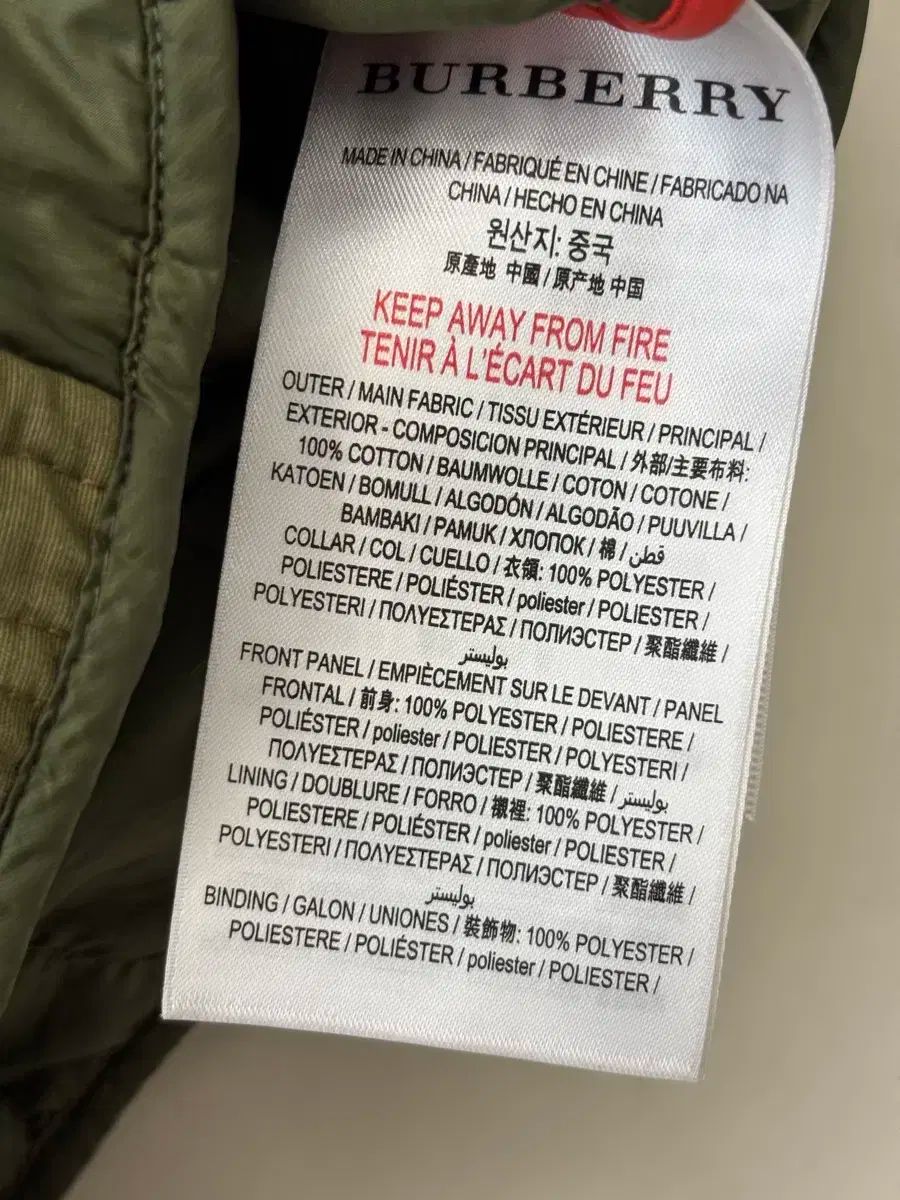 BURBERRY
MADE IN CHINA / FABRIQUÉ EN CHINE / FABRICADO NA
CHINA / HECHO EN CHINA
원산지: 중국
原產地 中國 / 原产地 中国
KEEP AWAY FROM FIRE
TENIR À L'ÉCART DU FEU
OUTER / MAIN FABRIC / TISSU EXTÉRIEUR / PRINCIPAL /
EXTERIOR - COMPOSICION PRINCIPAL / 外部/主要布料:
100% COTTON / BAUMWOLLE / COTON / COTONE /
KATOEN / BOMULL / ALGODÓN / ALGODÃO / PUUVILLA /
BAMBAKI / PAMUK / ХЛОПОК / 棉 / قطن
COLLAR / COL / CUELLO / 衣領: 100% POLYESTER /
POLIESTERE / POLIÉSTER / poliester / POLIESTER /
POLYESTERI / ΠΟΛΥΕΣΤΕΡΑΣ / ПОЛИЭСТЕР / 聚酯纖維 /
بوليستر
FRONT PANEL / EMPIÈCEMENT SUR LE DEVANT / PANEL
FRONTAL / 前身: 100% POLYESTER / POLIESTERE /
POLIÉSTER / poliester / POLIESTER / POLYESTERI /
ΠΟΛΥΕΣΤΕΡΑΣ / ПОЛИЭСТЕР / 聚酯纖維 / بوليستر
LINING / DOUBLURE / FORRO / 襯裡: 100% POLYESTER /
POLIESTERE / POLIÉSTER / poliester / POLIESTER /
POLYESTERI / ΠΟΛΥΕΣΤΕΡΑΣ / ПОЛИЭСТЕР / 聚酯纖維 /
بوليستر
BINDING / GALON / UNIONES / 裝飾物: 100% POLYESTER /
POLIESTERE / POLIÉSTER / poliester / POLIESTER /